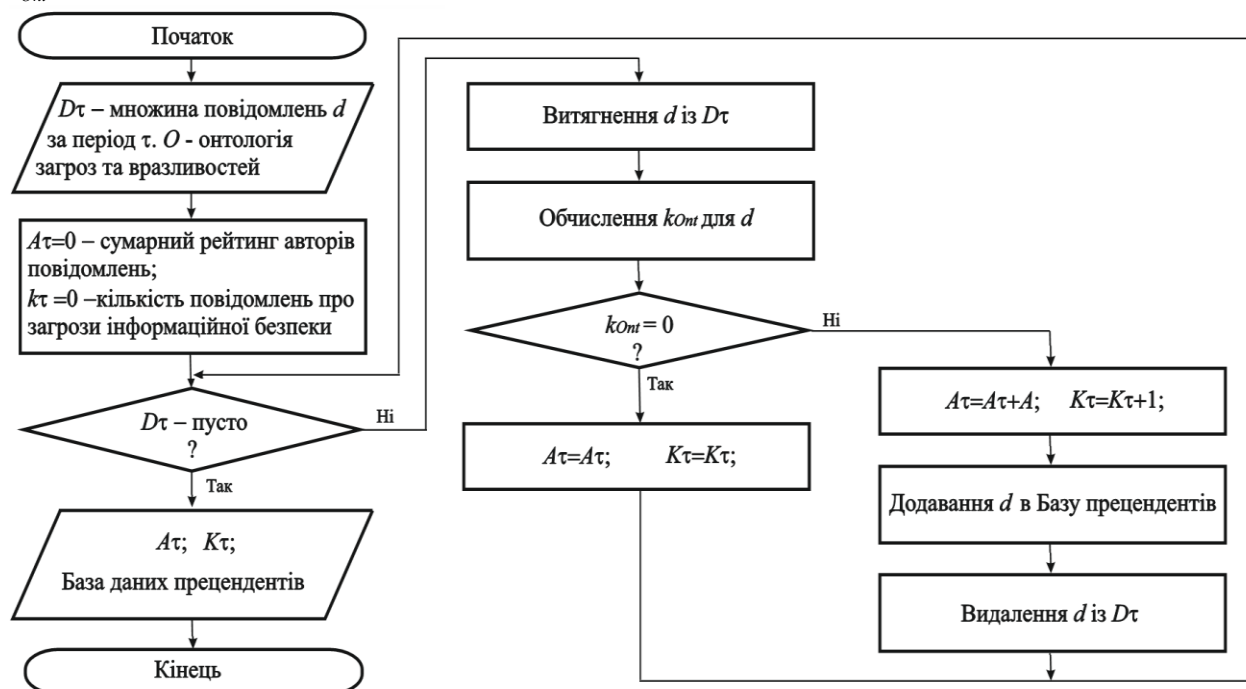 Початок
Dτ – множина повідомлень d
за період τ. O - онтологія
загроз та вразливостей
Aτ=0 – сумарний рейтинг авторів
повідомлень;
kτ =0 –кількість повідомлень про
загрози інформаційної безпеки
Dτ – пусто
?
Ні
Так
Aτ; Kτ;
База даних прецендентів
Кінець
Витягнення d із Dτ
Обчислення kOnt для d
kOnt = 0
?
Ні
Так
Aτ=Aτ; Kτ=Kτ;
Aτ=Aτ+A; Kτ=Kτ+1;
Додавання d в Базу прецендентів
Видалення d із Dτ